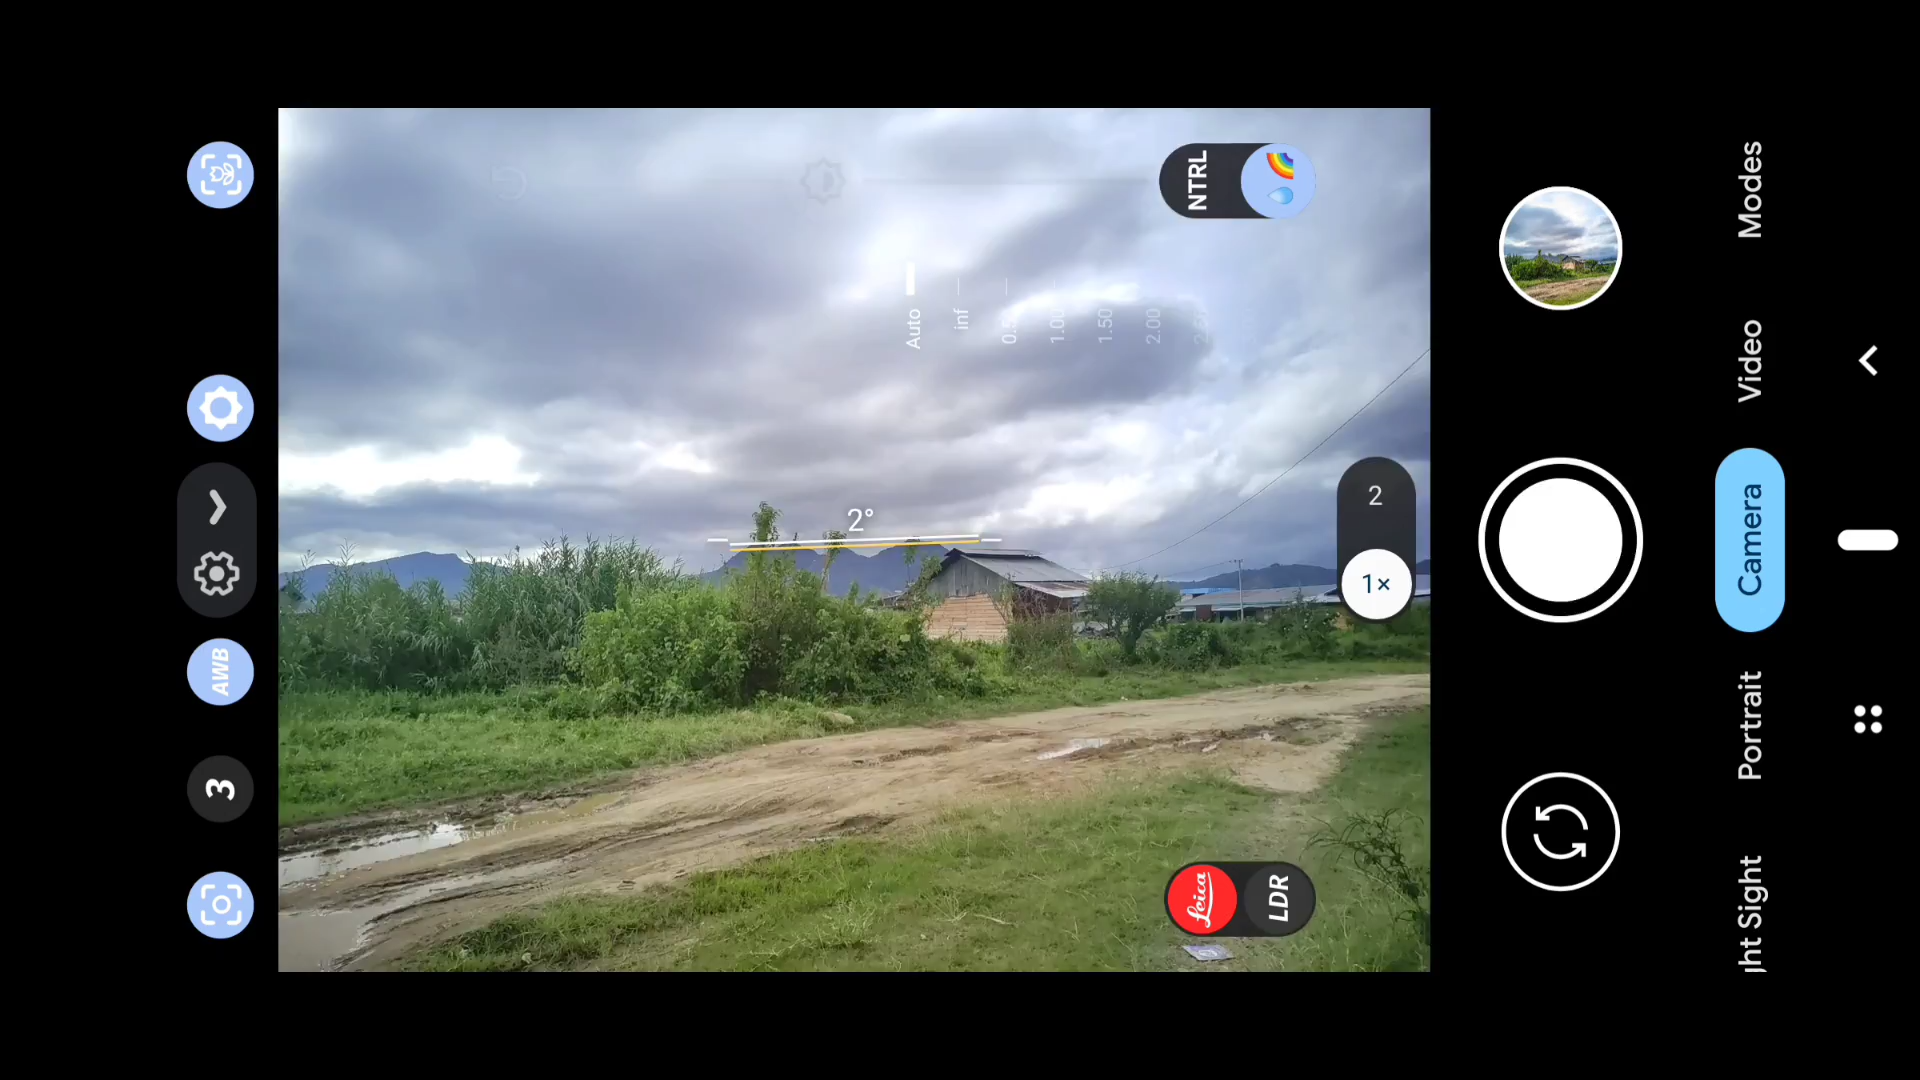 AWB
3
NTRL
Auto
inf
1.00
1.50
2.00
2°
2
1×
Leica
LDR
Modes
Video
Camera
Portrait
ht Sight